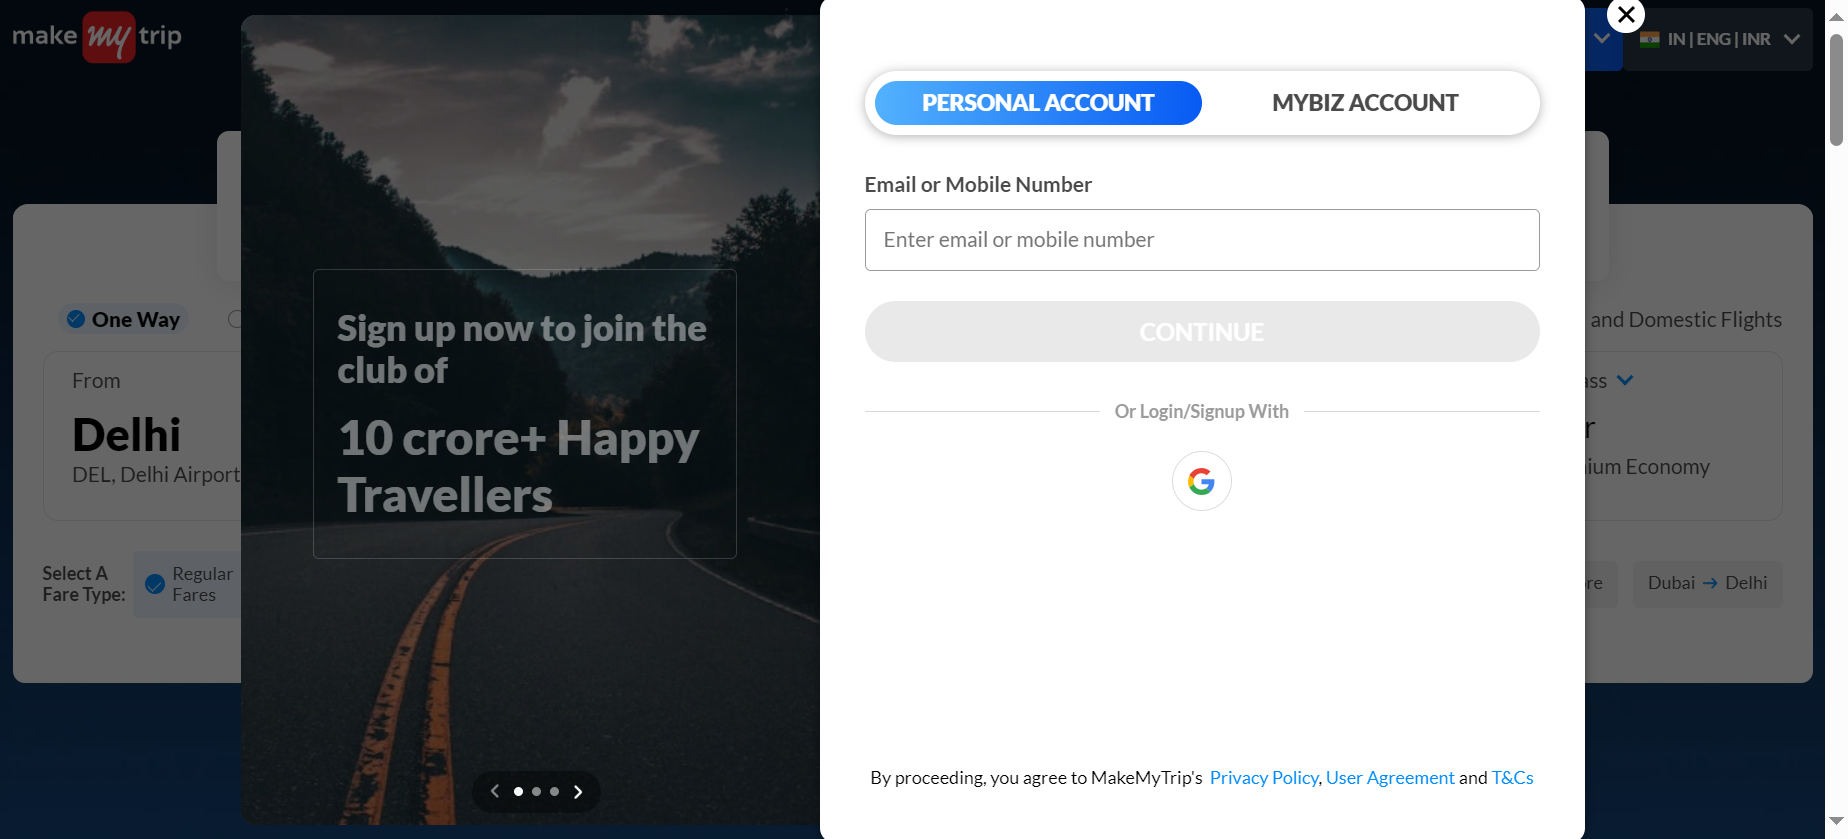 make my trip
IN | ENG | INR
PERSONAL ACCOUNT
MYBIZ ACCOUNT
Email or Mobile Number
Enter email or mobile number
CONTINUE
Or Login/Signup With
By proceeding, you agree to MakeMyTrip's Privacy Policy, User Agreement and T&Cs
Sign up now to join the
club of
10 crore+ Happy
Travellers
One Way
and Domestic Flights
From
Delhi
DEL, Delhi Airport
Economy
Select A
Fare Type:
Regular
Fares
Dubai → Delhi